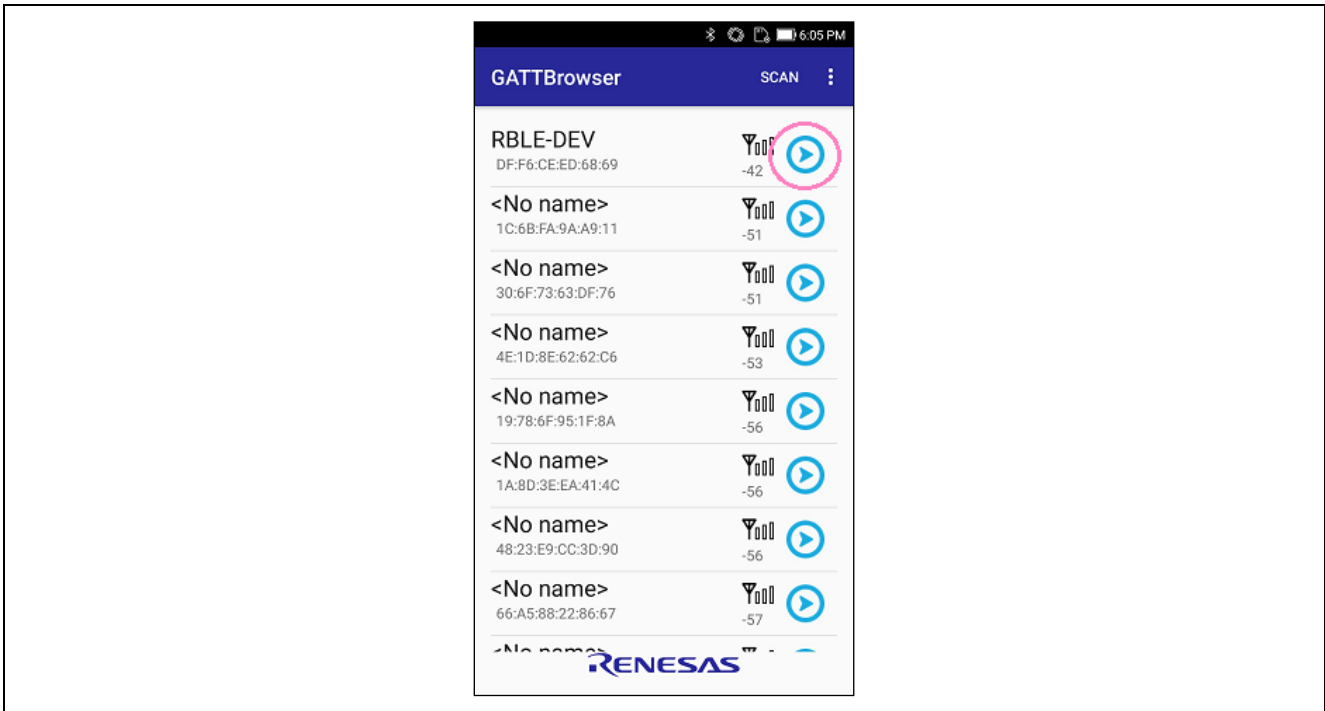 6:05 PM
GATTBrowser SCAN
RBLE-DEV
DF:F6:CE:ED:68:69
-42
<No name>
1C:6B:FA:9A:A9:11
-51
<No name>
30:6F:73:63:DF:76
-51
<No name>
4E:1D:8E:62:62:C6
-53
<No name>
19:78:6F:95:1F:8A
-56
<No name>
1A:8D:3E:EA:41:4C
-56
<No name>
48:23:E9:CC:3D:90
-56
<No name>
66:A5:88:22:86:67
-57
<No name>
RENESAS